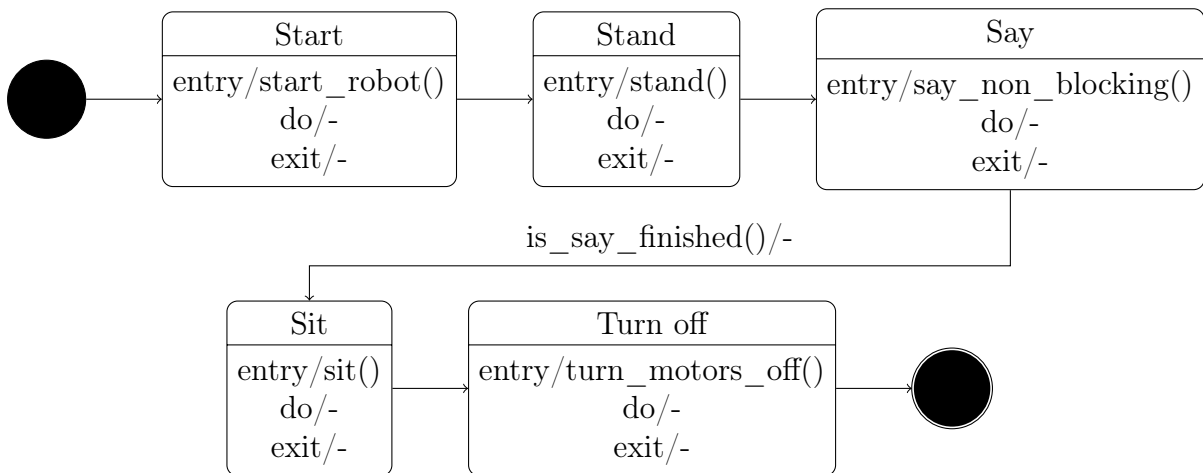 Start
entry/start_robot()
do/-
exit/-
Stand
entry/stand()
do/-
exit/-
Say
entry/say_non_blocking()
do/-
exit/-
is_say_finished()/-
Sit
entry/sit()
do/-
exit/-
Turn off
entry/turn_motors_off()
do/-
exit/-